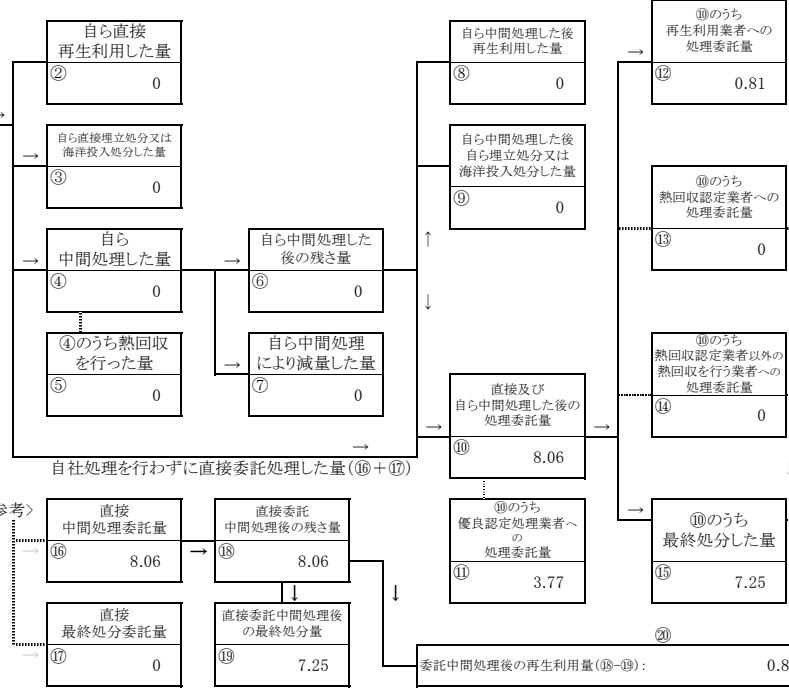 自ら直接
再生利用した量
②
0
自ら直接埋立処分又は
海洋投入処分した量
③
0
自ら
中間処理した量
④
0
④のうち熱回収
を行った量
⑤
0
自ら中間処理した
後の残さ量
⑥
0
自ら中間処理
により減量した量
⑦
0
自ら中間処理した後
再生利用した量
⑧
0
自ら中間処理した後
自ら埋立処分又は
海洋投入処分した量
⑨
0
直接及び
自ら中間処理した後の
処理委託量
⑩
8.06
⑩のうち
優良認定処理業者へ
の
処理委託量
⑪
3.77
⑩のうち
再生利用業者への
処理委託量
⑫
0.81
⑩のうち
熱回収認定業者への
処理委託量
⑬
0
⑩のうち
熱回収認定業者以外の
熱回収を行う業者への
処理委託量
⑭
0
⑩のうち
最終処分した量
⑮
7.25
自社処理を行わずに直接委託処理した量(⑯+⑰)
参考>
直接
中間処理委託量
⑯
8.06
直接
最終処分委託量
⑰
0
直接委託
中間処理後の残さ量
⑱
8.06
直接委託中間処理後
の最終処分量
⑲
7.25
⑳
委託中間処理後の再生利用量(⑱-⑲):
0.8